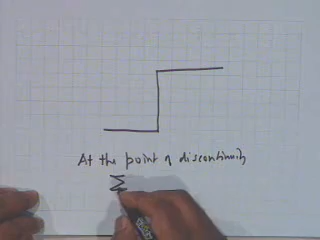 At the point of discontinuity
Σ